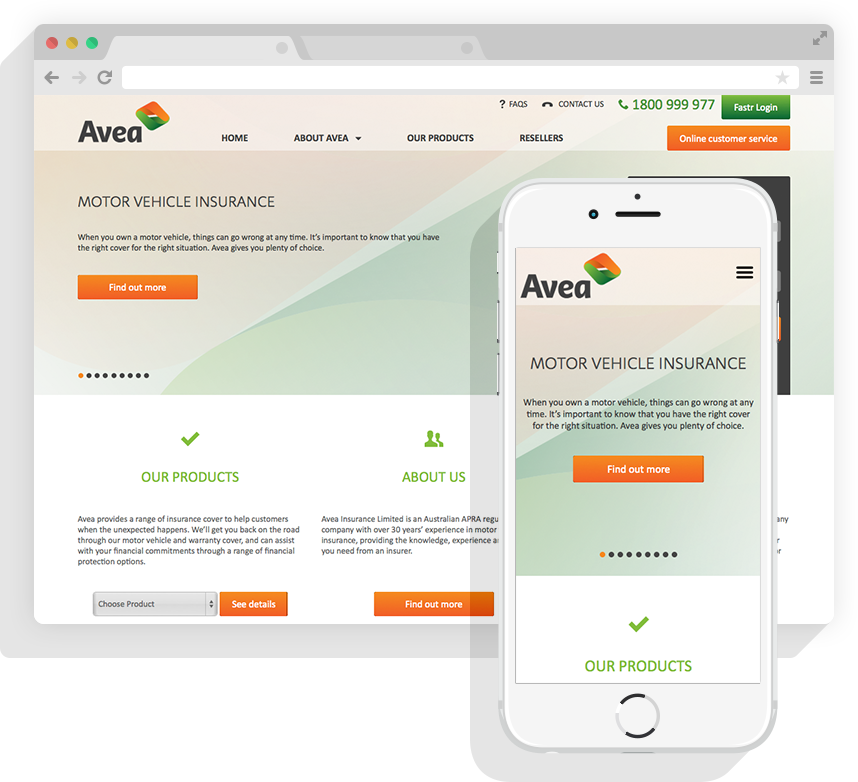 ? FAQS CONTACT US 1800 999 977 Fastr Login
Avea HOME ABOUT AVEA OUR PRODUCTS RESELLERS Online customer service
MOTOR VEHICLE INSURANCE
When you own a motor vehicle, things can go wrong at any time. It's important to know that you have
the right cover for the right situation. Avea gives you plenty of choice.
Find out more
OUR PRODUCTS
Avea provides a range of insurance cover to help customers
when the unexpected happens. We'll get you back on the road
through our motor vehicle and warranty cover, and can assist
with your financial commitments through a range of financial
protection options.
Choose Product See details
ABOUT US
Avea Insurance Limited is an Australian APRA regu
company with over 30 years' experience in motor
insurance, providing the knowledge, experience a
you need from an insurer.
Find out more
any
r
or
Avea
MOTOR VEHICLE INSURANCE
When you own a motor vehicle, things can go wrong at any
time. It's important to know that you have the right cover
for the right situation. Avea gives you plenty of choice.
Find out more
OUR PRODUCTS